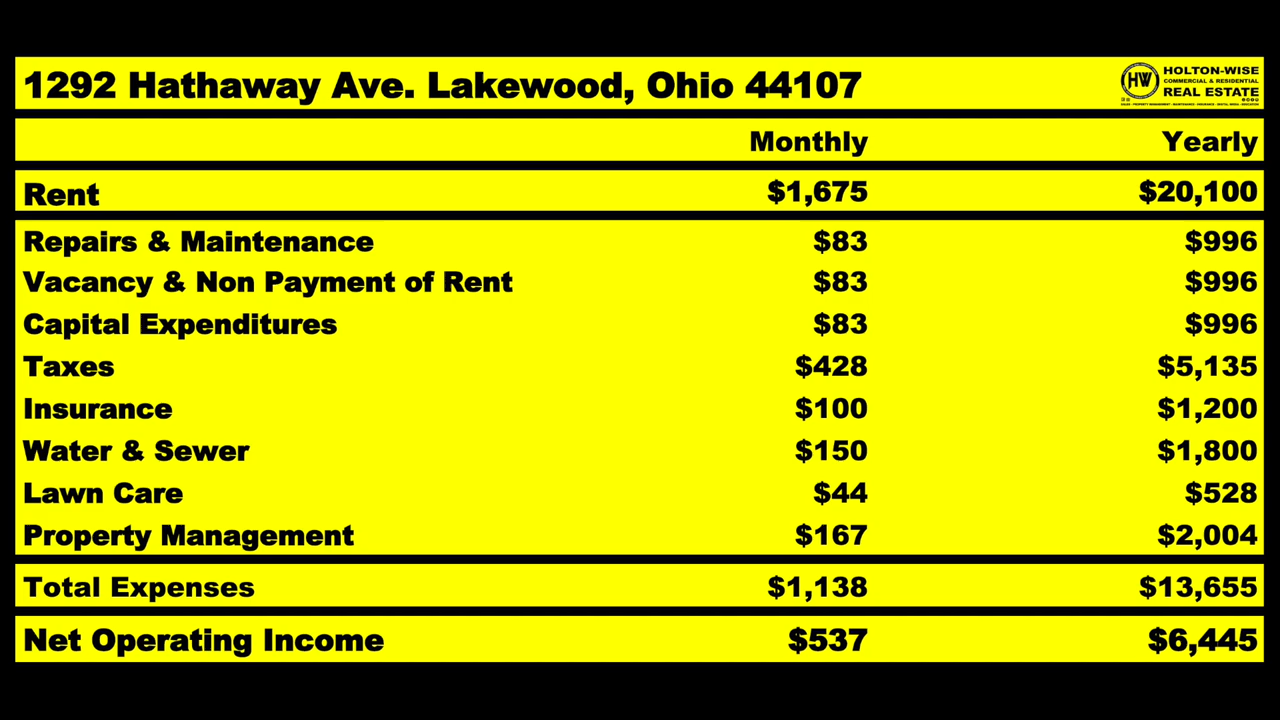 1292 Hathaway Ave. Lakewood, Ohio 44107
HW
HOLTON-WISE
COMMERCIAL & RESIDENTIAL
REAL ESTATE
Monthly Yearly
Rent $1,675 $20,100
Repairs & Maintenance $83 $996
Vacancy & Non Payment of Rent $83 $996
Capital Expenditures $83 $996
Taxes $428 $5,135
Insurance $100 $1,200
Water & Sewer $150 $1,800
Lawn Care $44 $528
Property Management $167 $2,004
Total Expenses $1,138 $13,655
Net Operating Income $537 $6,445